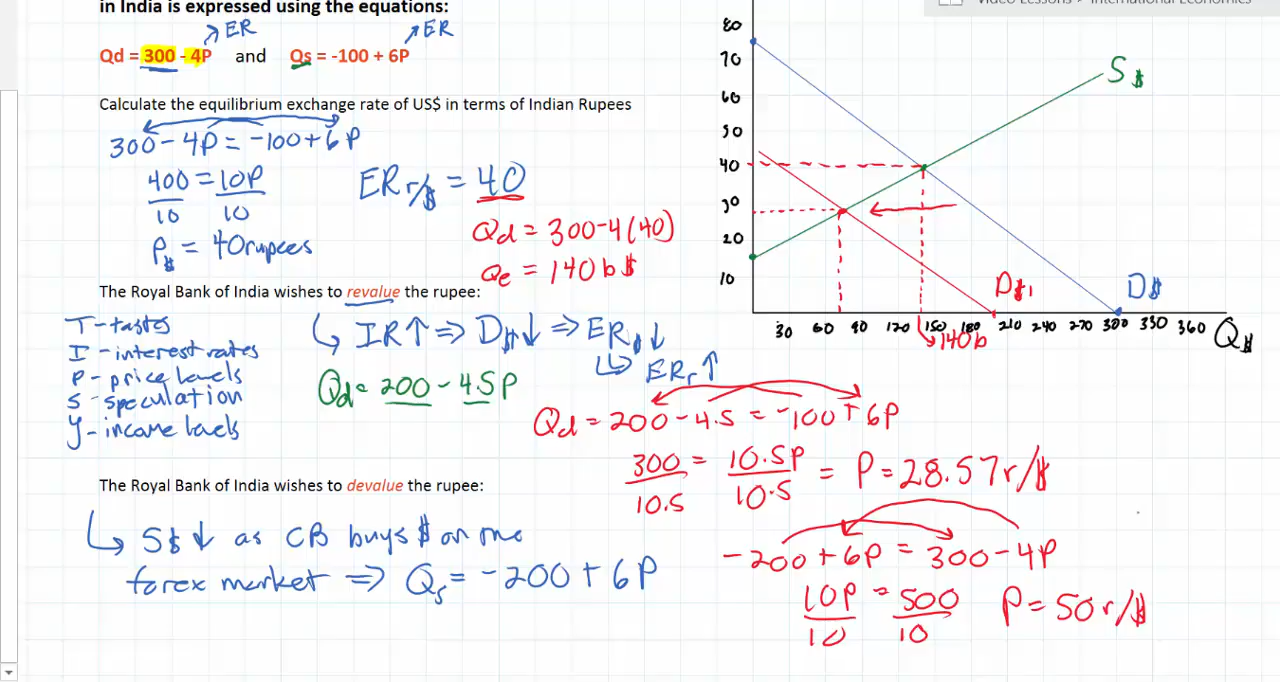 in India is expressed using the equations:
ER ER
Qd = 300 - 4P and Qs = -100 + 6P
Calculate the equilibrium exchange rate of US$ in terms of Indian Rupees
300 - 4P = -100 + 6P
400 = 10P
10 10
P$ = 40 rupees
ER r/$ = 40
Qd = 300 - 4(40)
Qe = 140 b $
The Royal Bank of India wishes to revalue the rupee:
T - tastes
I - interest rates
P - price levels
S - speculation
Y - income levels
↳ IR↑ ⇒ D$↓ ⇒ ER$↓
↳ ERr↑
Qd = 200 - 4.5P
Qd = 200 - 4.5 = -100 + 6P
300 = 10.5P = P = 28.57 r/$
10.5 10.5
The Royal Bank of India wishes to devalue the rupee:
↳ S$↓ as CB buys $ on
forex market ⇒ Qs = -200 + 6P
-200 + 6P = 300 - 4P
10P = 500 P = 50 r/$
10 10
Video Lessons - International Economics
80
70
60
50
40
30
20
10
S$
D$1
D$
30 60 90 120 150 180 210 240 270 300 330 360
Q$
140b